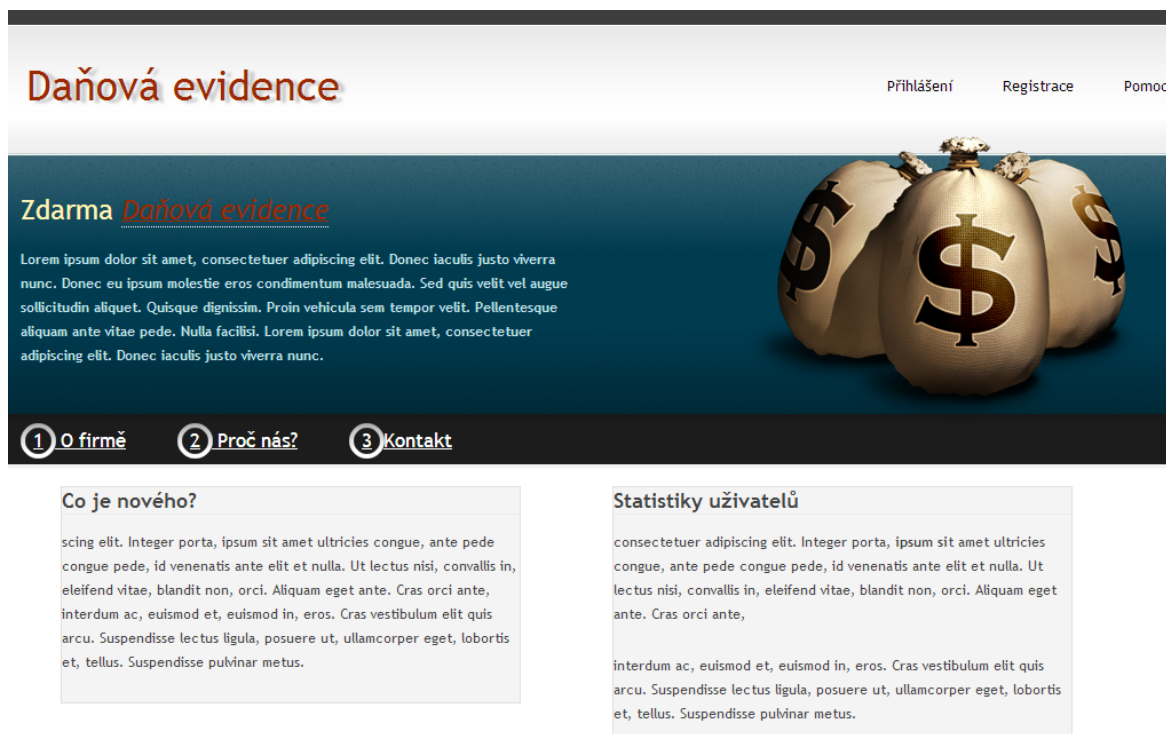 Daňová evidence
Přihlášení Registrace Pomoc
Zdarma Daňová evidence
Lorem ipsum dolor sit amet, consectetuer adipiscing elit. Donec iaculis justo viverra
nunc. Donec eu ipsum molestie eros condimentum malesuada. Sed quis velit vel augue
sollicitudin aliquet. Quisque dignissim. Proin vehicula sem tempor velit. Pellentesque
aliquam ante vitae pede. Nulla facilisi. Lorem ipsum dolor sit amet, consectetuer
adipiscing elit. Donec iaculis justo viverra nunc.
$ $ $
1 O firmě 2 Proč nás? 3 Kontakt
Co je nového?
scing elit. Integer porta, ipsum sit amet ultricies congue, ante pede
congue pede, id venenatis ante elit et nulla. Ut lectus nisi, convallis in,
eleifend vitae, blandit non, orci. Aliquam eget ante. Cras orci ante,
interdum ac, euismod et, euismod in, eros. Cras vestibulum elit quis
arcu. Suspendisse lectus ligula, posuere ut, ullamcorper eget, lobortis
et, tellus. Suspendisse pulvinar metus.
Statistiky uživatelů
consectetuer adipiscing elit. Integer porta, ipsum sit amet ultricies
congue, ante pede congue pede, id venenatis ante elit et nulla. Ut
lectus nisi, convallis in, eleifend vitae, blandit non, orci. Aliquam eget
ante. Cras orci ante,
interdum ac, euismod et, euismod in, eros. Cras vestibulum elit quis
arcu. Suspendisse lectus ligula, posuere ut, ullamcorper eget, lobortis
et, tellus. Suspendisse pulvinar metus.